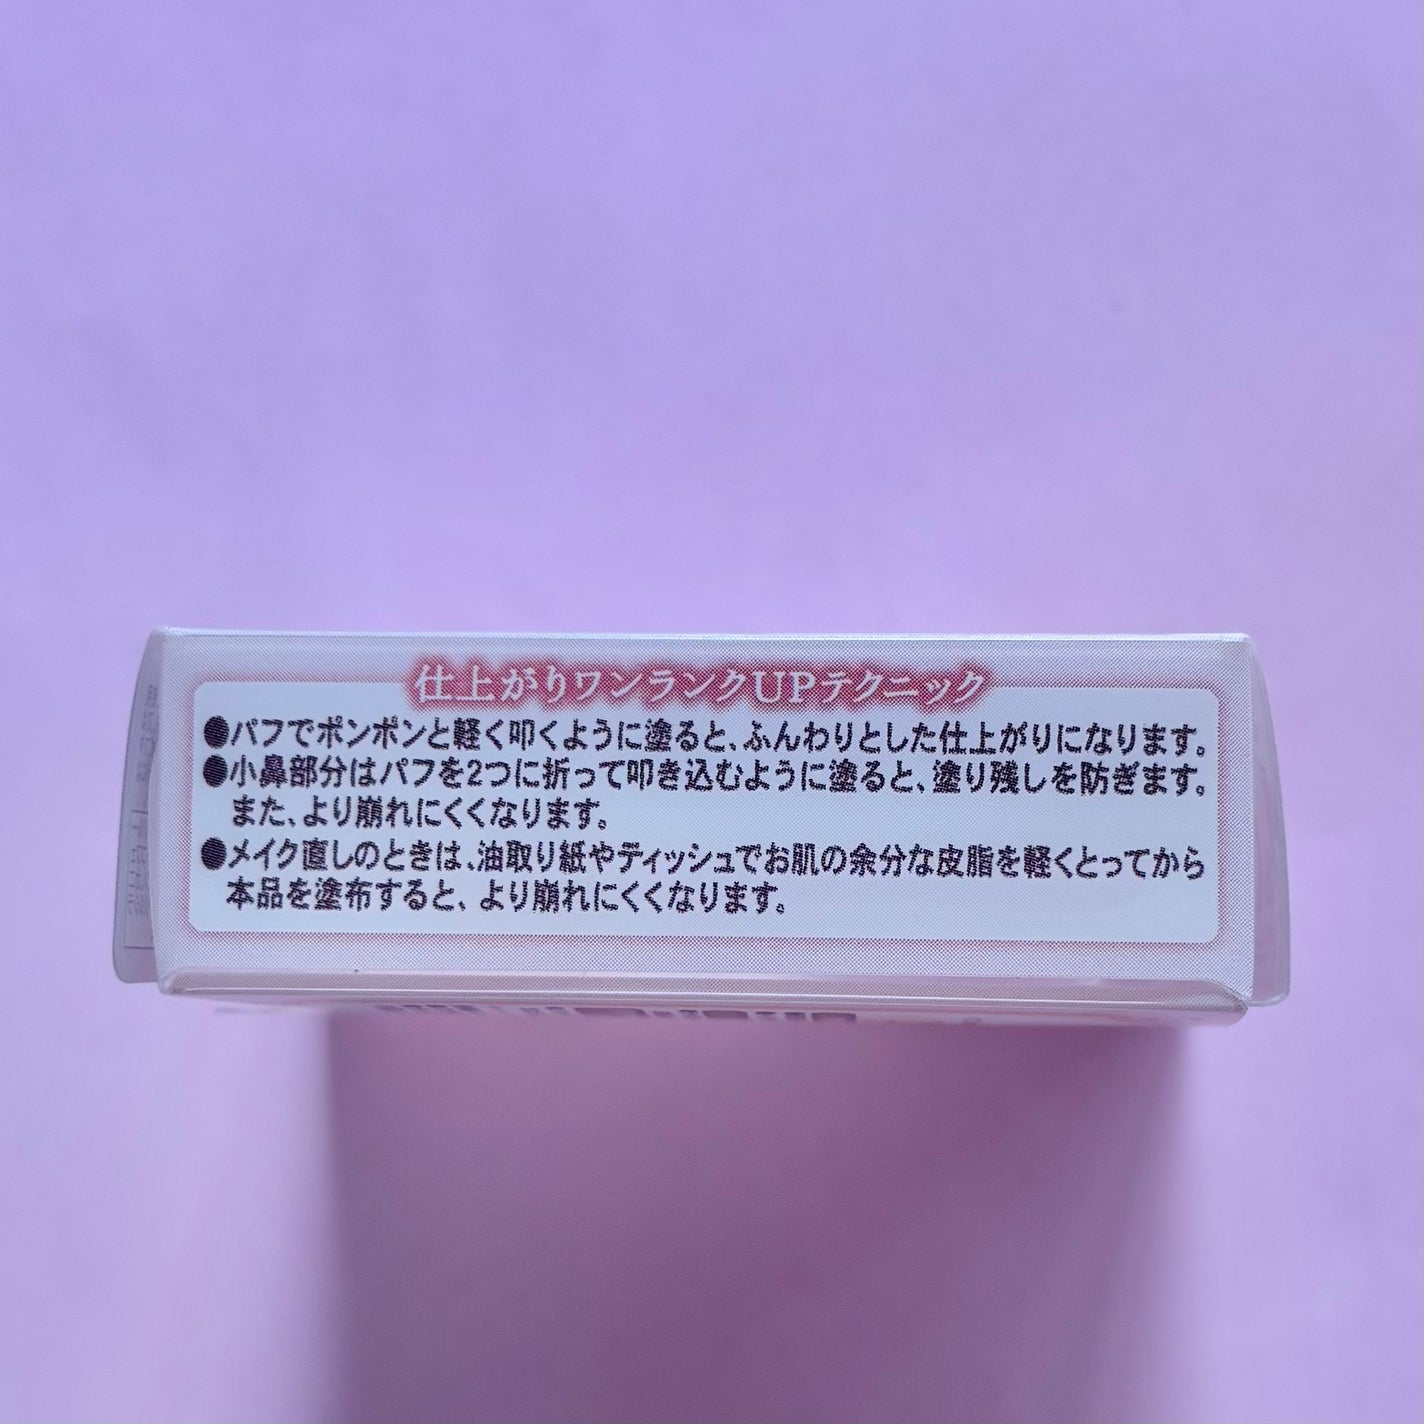 仕上がりワンランクUPテクニック
●パフでポンポンと軽く叩くように塗ると、ふんわりとした仕上がりになります。
●小鼻部分はパフを2つに折って叩き込むように塗ると、塗り残しを防ぎます。
また、より崩れにくくなります。
●メイク直しのときは、油取り紙やティッシュでお肌の余分な皮脂を軽くとってから
本品を塗布すると、より崩れにくくなります。